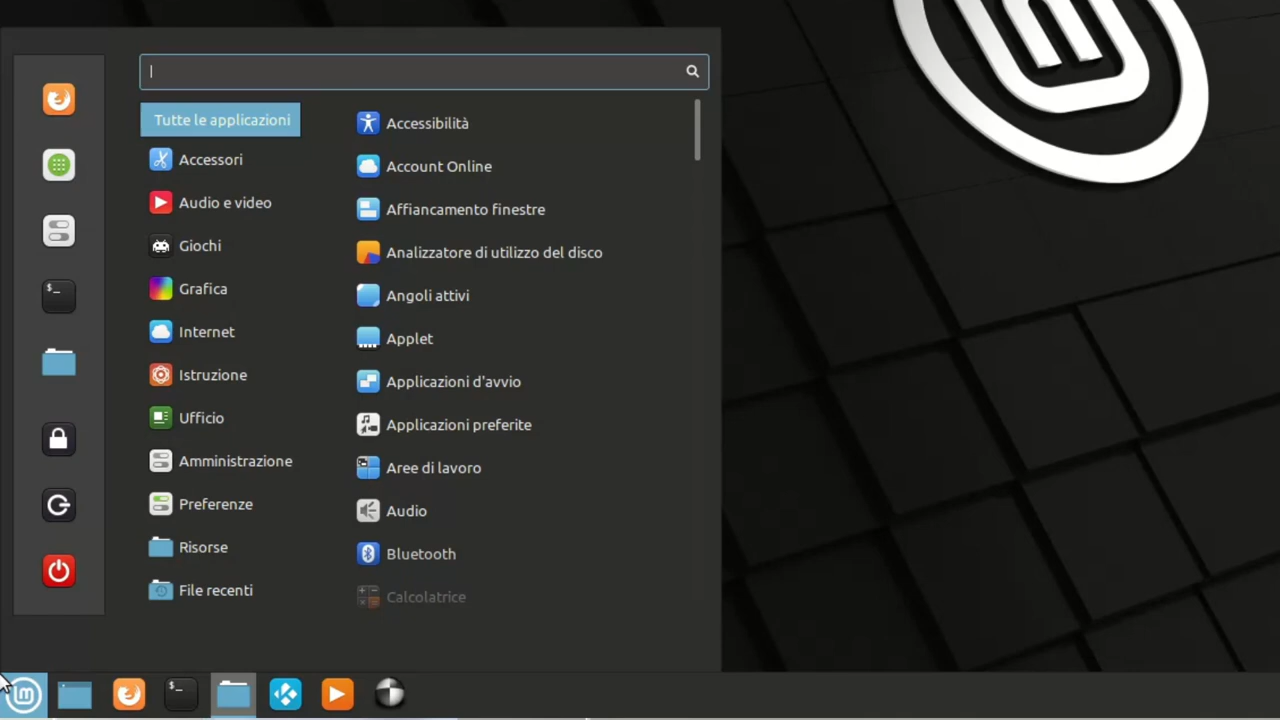 Tutte le applicazioni
Accessori
Audio e video
Giochi
Grafica
Internet
Istruzione
Ufficio
Amministrazione
Preferenze
Risorse
File recenti
Accessibilità
Account Online
Affiancamento finestre
Analizzatore di utilizzo del disco
Angoli attivi
Applet
Applicazioni d'avvio
Applicazioni preferite
Aree di lavoro
Audio
Bluetooth
Calcolatrice